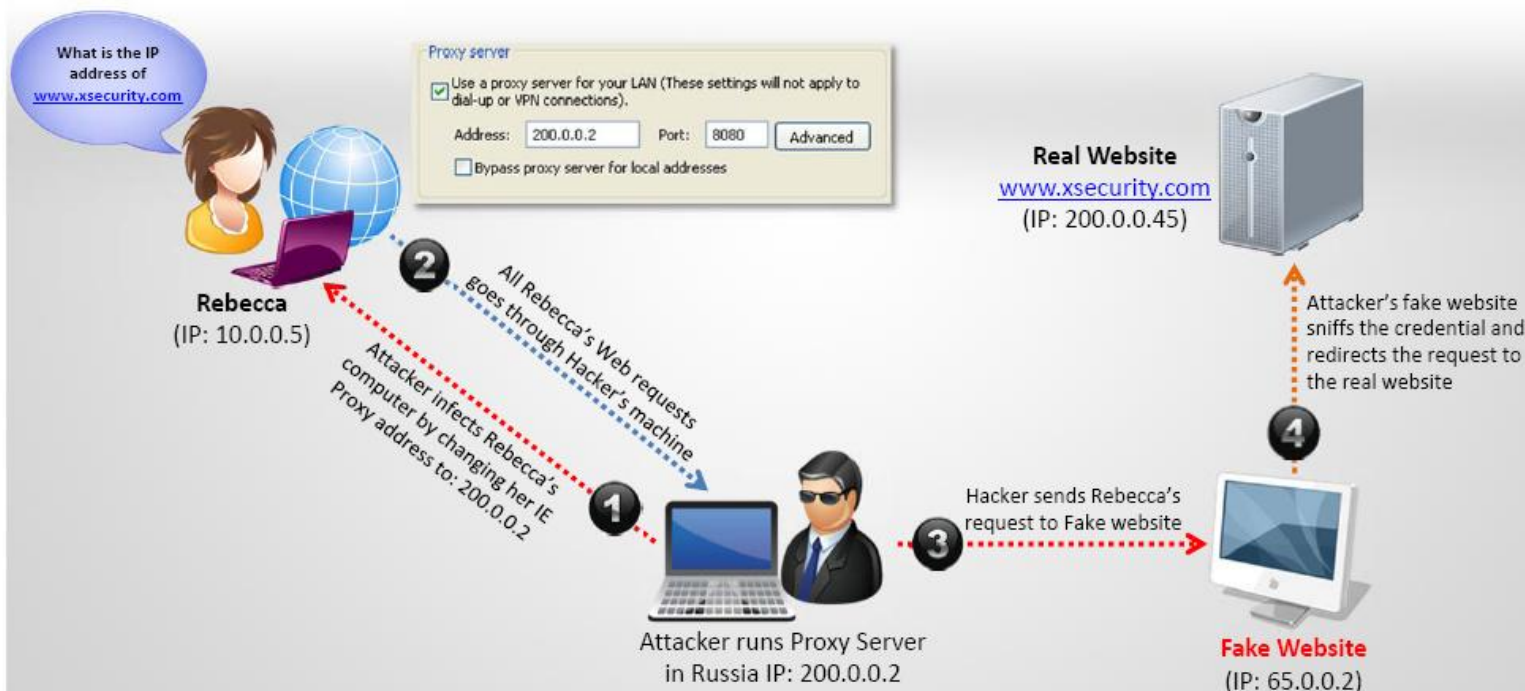 What is the IP
address of
www.xsecurity.com
Proxy server
Use a proxy server for your LAN (These settings will not apply to
dial-up or VPN connections).
Address: 200.0.0.2 Port: 8080 Advanced
Bypass proxy server for local addresses
Real Website
www.xsecurity.com
(IP: 200.0.0.45)
Rebecca
(IP: 10.0.0.5)
2
All Rebecca's Web requests
goes through Hacker's machine
1
Attacker infects Rebecca's
computer by changing her IE
Proxy address to: 200.0.0.2
Attacker's fake website
sniffs the credential and
redirects the request to
the real website
4
3
Hacker sends Rebecca's
request to Fake website
Attacker runs Proxy Server
in Russia IP: 200.0.0.2
Fake Website
(IP: 65.0.0.2)